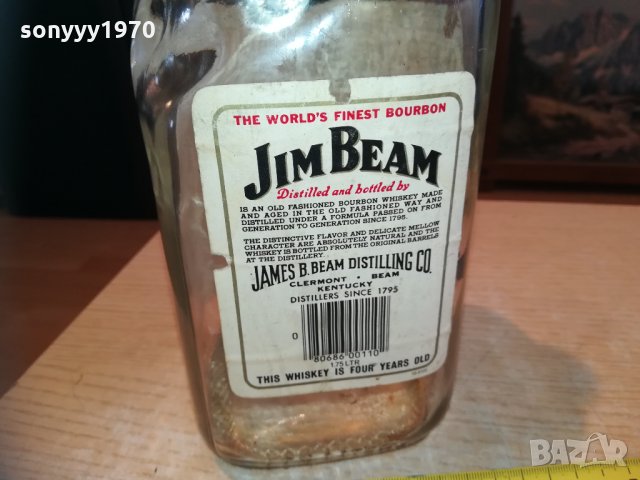 sonyyy1970
THE WORLD'S FINEST BOURBON
JIM BEAM
Distilled and bottled by
IS AN OLD FASHIONED BOURBON WHISKEY MADE
AND AGED IN THE OLD FASHIONED WAY AND
DISTILLED UNDER A FORMULA PASSED ON FROM
GENERATION TO GENERATION SINCE 1795.
THE DISTINCTIVE FLAVOR AND DELICATE MELLOW
CHARACTER ARE ABSOLUTELY NATURAL AND THE
WHISKEY IS BOTTLED FROM THE ORIGINAL BARRELS
AT THE DISTILLERY.
JAMES B. BEAM DISTILLING CO.
CLERMONT • BEAM
KENTUCKY
DISTILLERS SINCE 1795
0 80686 00110
1.75 LTR
THIS WHISKEY IS FOUR YEARS OLD
BAZAR
bazar.bg